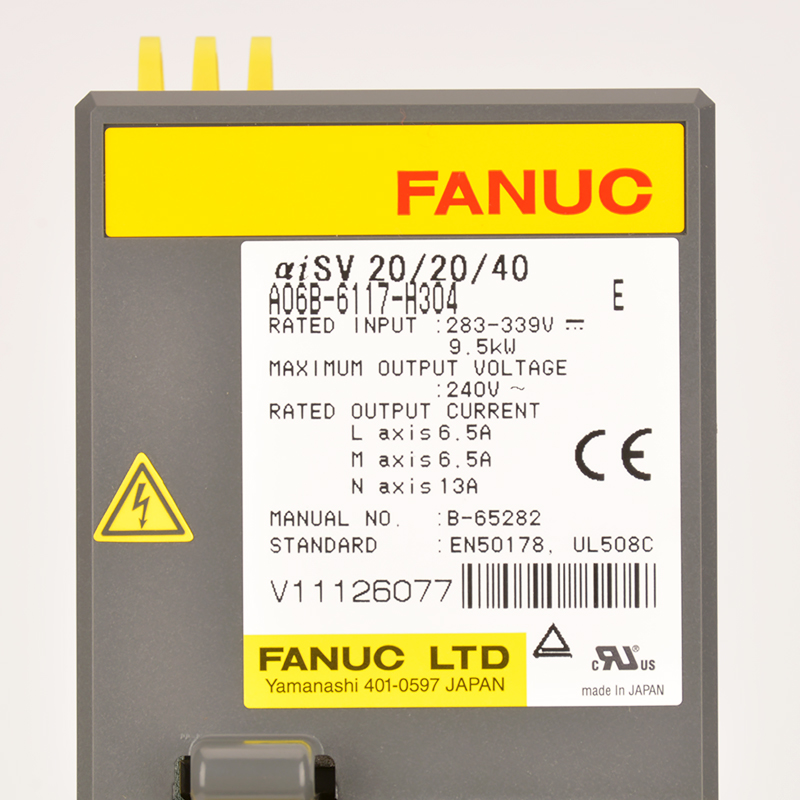 FANUC
αiSV 20/20/40
A06B-6117-H304 E
RATED INPUT :283-339V ⎓
9.5kW
MAXIMUM OUTPUT VOLTAGE
:240V ~
RATED OUTPUT CURRENT
L axis 6.5A
M axis 6.5A
N axis 13A
CE
MANUAL NO. :B-65282
STANDARD :EN50178, UL508C
V11126077
FANUC LTD
Yamanashi 401-0597 JAPAN
c RU® US
made In JAPAN